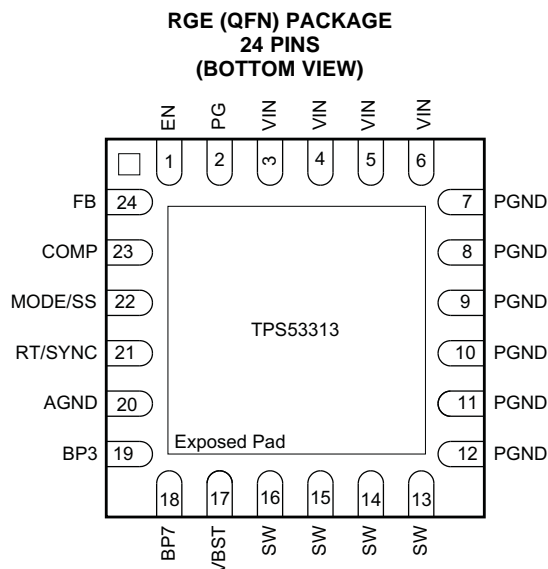 RGE (QFN) PACKAGE
24 PINS
(BOTTOM VIEW)
EN
PG
VIN
VIN
VIN
VIN
1
2
3
4
5
6
FB
24
7
PGND
COMP
23
8
PGND
MODE/SS
22
9
PGND
TPS53313
RT/SYNC
21
10
PGND
AGND
20
11
PGND
BP3
19
Exposed Pad
12
PGND
18
17
16
15
14
13
BP7
VBST
SW
SW
SW
SW